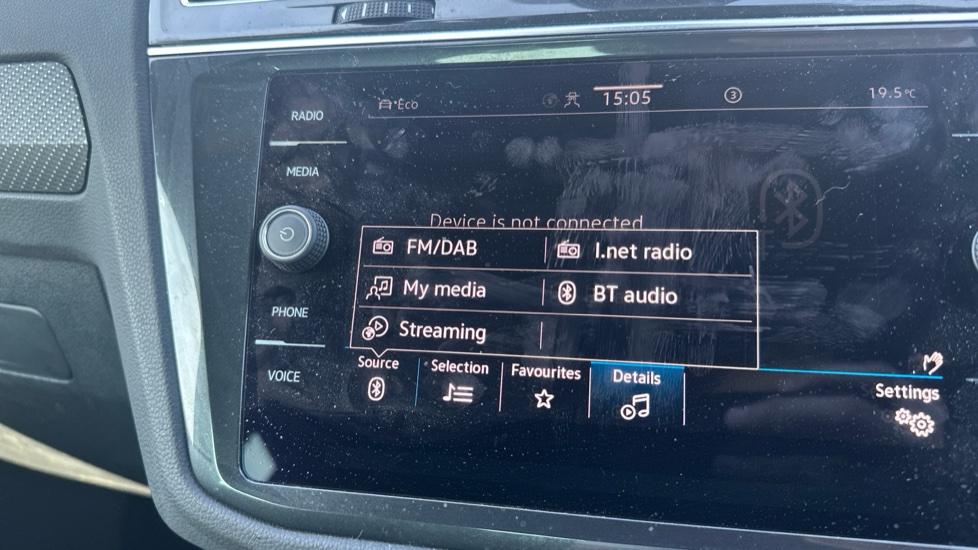 RADIO
MEDIA
PHONE
VOICE
Eco
15:05
3
19.5°C
Device is not connected
FM/DAB
I.net radio
My media
BT audio
Streaming
Source
Selection
Favourites
Details
Settings